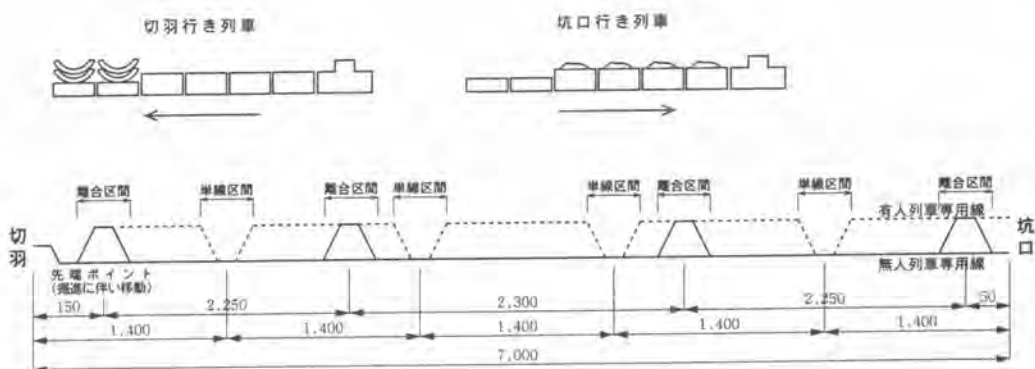 切羽行き列車
坑口行き列車
離合区間
単線区間
離合区間
単線区間
単線区間
離合区間
単線区間
離合区間
有人列車専用線
切羽
坑口
無人列車専用線
先端ポイント
(掘進に伴い移動)
150
2,250
2,300
2,250
50
1,400
1,400
1,400
1,400
1,400
7,000